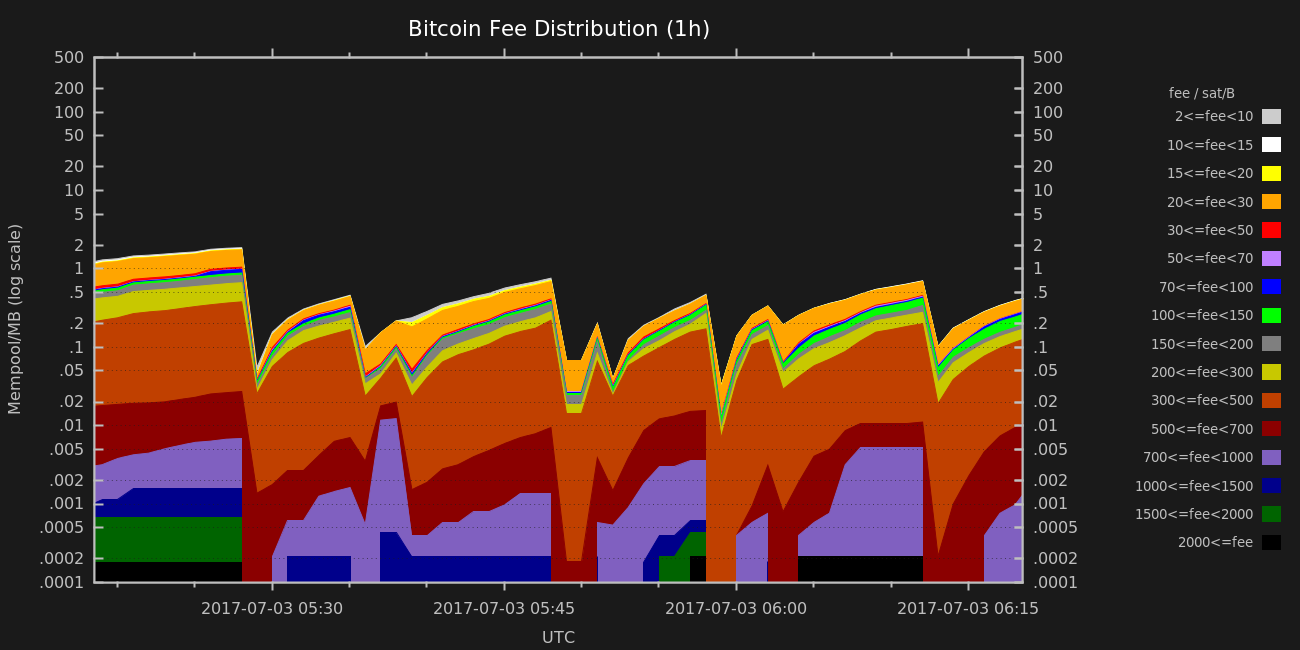 Bitcoin Fee Distribution (1h)
Mempool/MB (log scale)
500 500
200 200
100 100
50 50
20 20
10 10
5 5
2 2
1 1
.5 .5
.2 .2
.1 .1
.05 .05
.02 .02
.01 .01
.005 .005
.002 .002
.001 .001
.0005 .0005
.0002 .0002
.0001 .0001
2017-07-03 05:30 2017-07-03 05:45 2017-07-03 06:00 2017-07-03 06:15
UTC
fee / sat/B
2<=fee<10
10<=fee<15
15<=fee<20
20<=fee<30
30<=fee<50
50<=fee<70
70<=fee<100
100<=fee<150
150<=fee<200
200<=fee<300
300<=fee<500
500<=fee<700
700<=fee<1000
1000<=fee<1500
1500<=fee<2000
2000<=fee